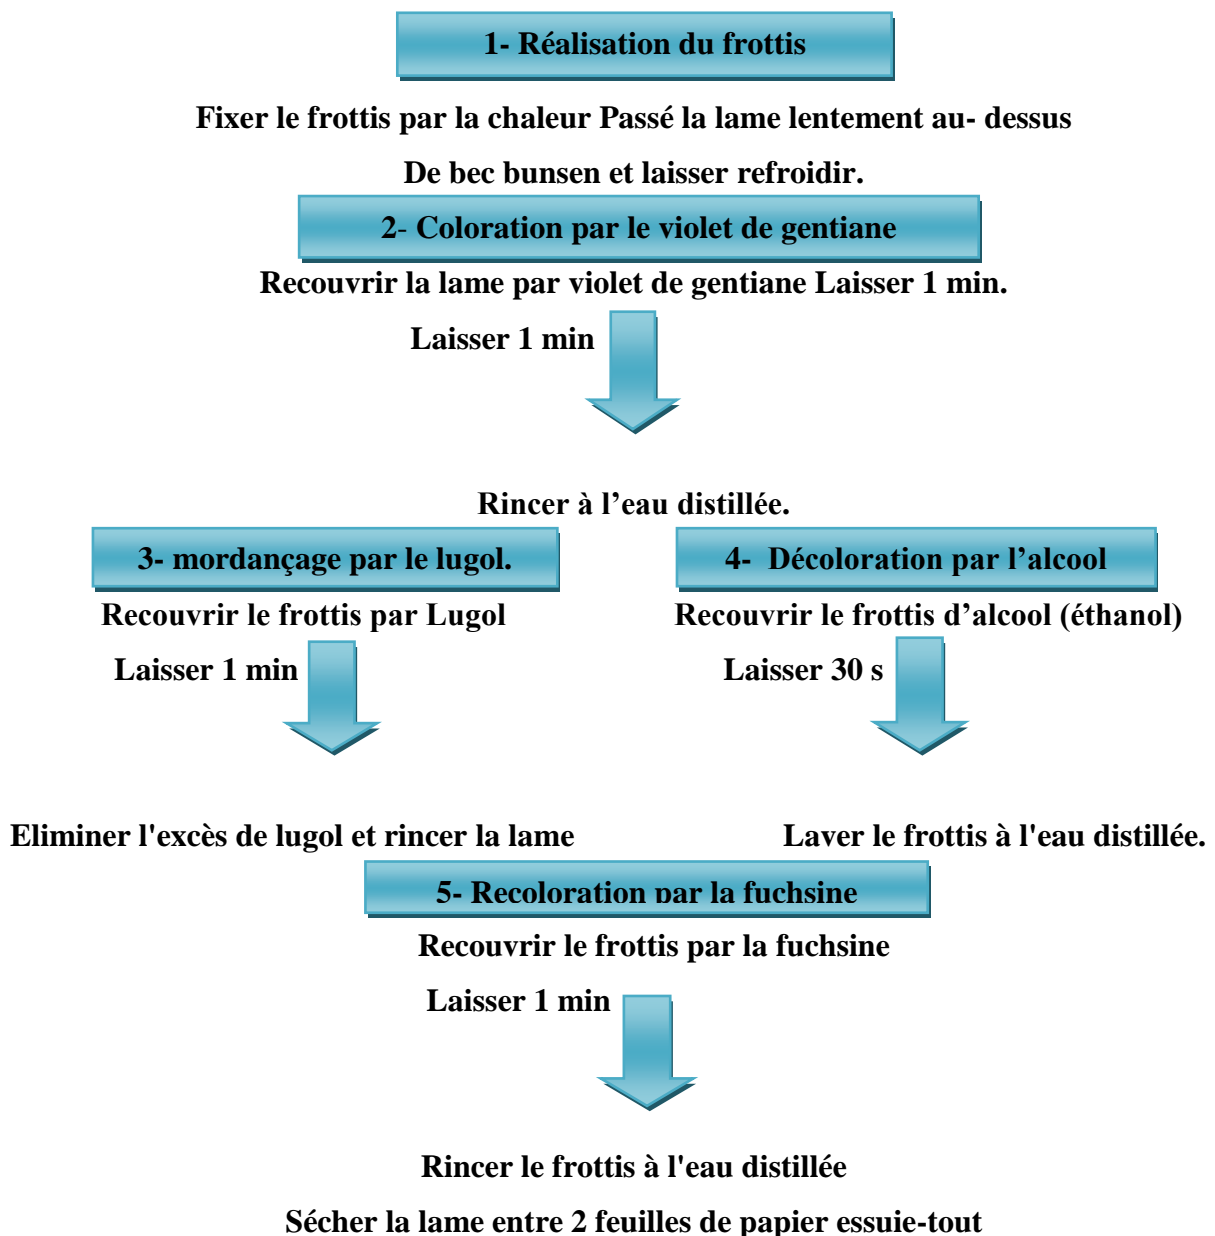 1- Réalisation du frottis
Fixer le frottis par la chaleur Passé la lame lentement au- dessus
De bec bunsen et laisser refroidir.
2- Coloration par le violet de gentiane
Recouvrir la lame par violet de gentiane Laisser 1 min.
Laisser 1 min
Rincer à l’eau distillée.
3- mordançage par le lugol.
Recouvrir le frottis par Lugol
Laisser 1 min
Eliminer l'excès de lugol et rincer la lame
4- Décoloration par l’alcool
Recouvrir le frottis d’alcool (éthanol)
Laisser 30 s
Laver le frottis à l'eau distillée.
5- Recoloration par la fuchsine
Recouvrir le frottis par la fuchsine
Laisser 1 min
Rincer le frottis à l'eau distillée
Sécher la lame entre 2 feuilles de papier essuie-tout